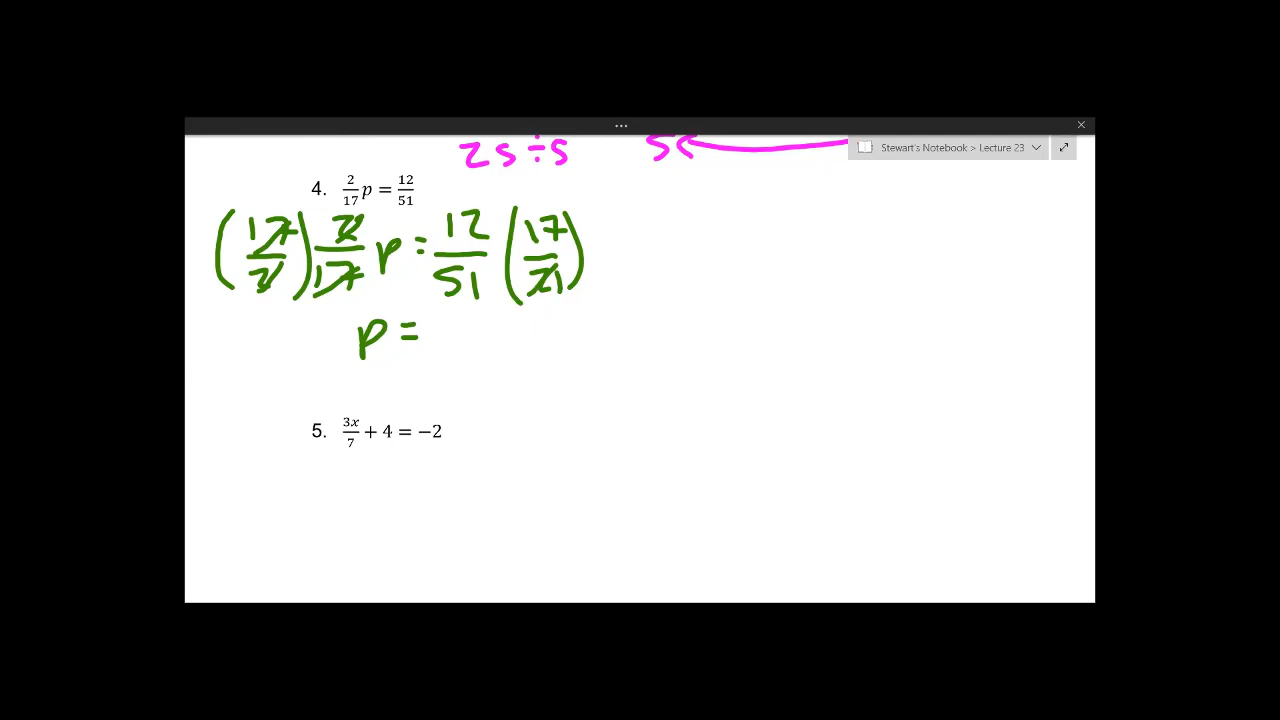 25÷5 5
Stewart's Notebook > Lecture 23
4. 2/17 p = 12/51
(17/2) 2/17 p = 12/51 (17/21)
p =
5. 3x/7 + 4 = −2